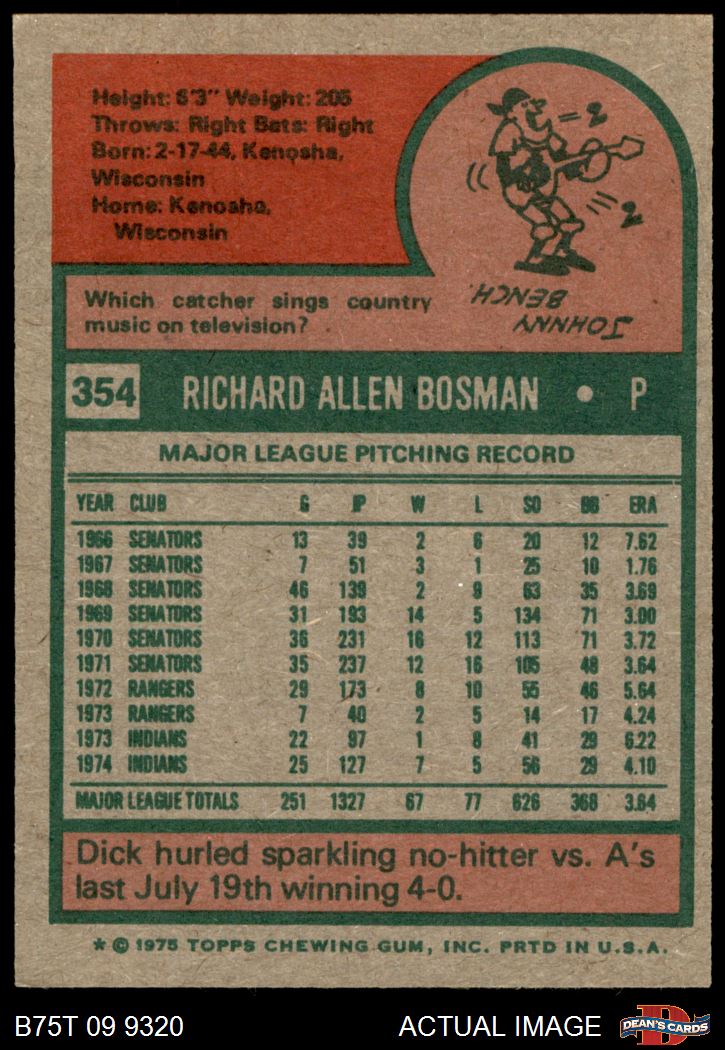 Height: 6'3" Weight: 205
Throws: Right Bats: Right
Born: 2-17-44, Kenosha,
Wisconsin
Home: Kenosha,
Wisconsin
=2
=2
Which catcher sings country
music on television?
JOHNNY
BENCH.
354 RICHARD ALLEN BOSMAN • P
MAJOR LEAGUE PITCHING RECORD
YEAR CLUB G IP W L SO BB ERA
1966 SENATORS 13 39 2 6 20 12 7.62
1967 SENATORS 7 51 3 1 25 10 1.76
1968 SENATORS 46 139 2 9 63 35 3.69
1969 SENATORS 31 193 14 5 134 71 3.00
1970 SENATORS 36 231 16 12 113 71 3.72
1971 SENATORS 35 237 12 16 105 48 3.64
1972 RANGERS 29 173 8 10 55 46 5.64
1973 RANGERS 7 40 2 5 14 17 4.24
1973 INDIANS 22 97 1 8 41 29 6.22
1974 INDIANS 25 127 7 5 56 29 4.10
MAJOR LEAGUE TOTALS 251 1327 67 77 626 368 3.64
Dick hurled sparkling no-hitter vs. A's
last July 19th winning 4-0.
* © 1975 TOPPS CHEWING GUM, INC. PRTD IN U.S.A.
B75T 09 9320 ACTUAL IMAGE D DEAN'S CARDS